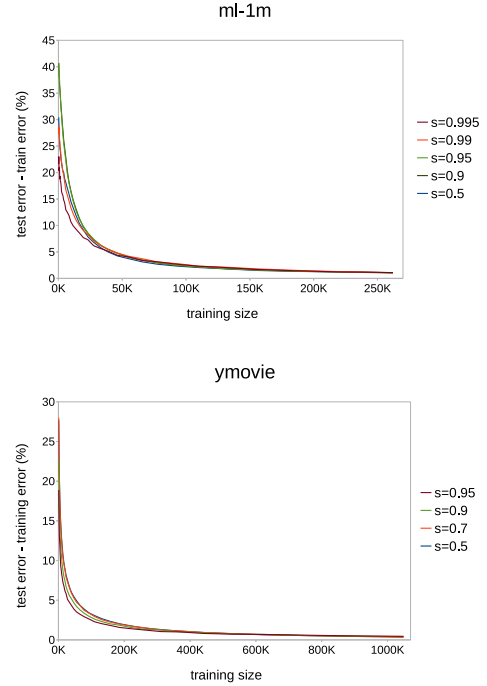 ml-1m
45
40
35
30
25
20
15
10
5
0
test error - train error (%)
0K 50K 100K 150K 200K 250K
training size
s=0.995
s=0.99
s=0.95
s=0.9
s=0.5
ymovie
30
25
20
15
10
5
0
test error - training error (%)
0K 200K 400K 600K 800K 1000K
training size
s=0.95
s=0.9
s=0.7
s=0.5